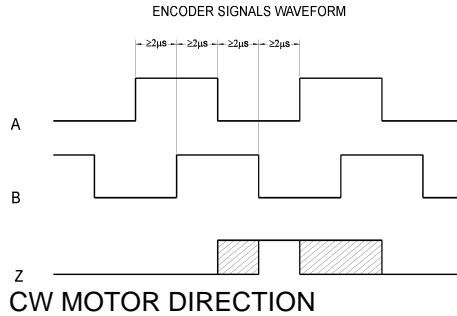 ENCODER SIGNALS WAVEFORM
≥2µs ≥2µs ≥2µs ≥2µs
A
B
Z
CW MOTOR DIRECTION